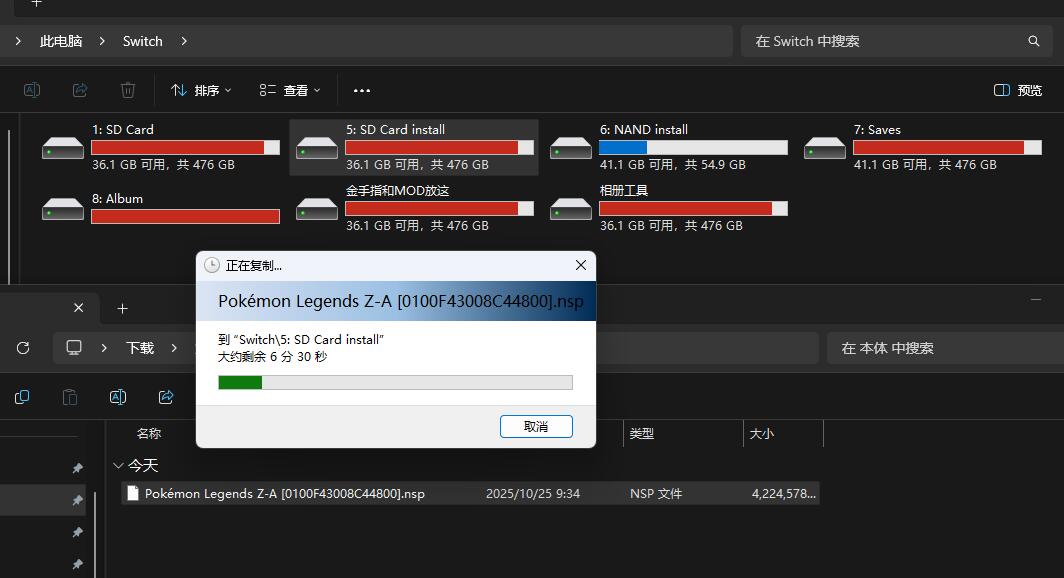 此电脑 Switch
在 Switch 中搜索
排序 查看 预览
1: SD Card
36.1 GB 可用，共 476 GB
5: SD Card install
36.1 GB 可用，共 476 GB
6: NAND install
41.1 GB 可用，共 54.9 GB
7: Saves
41.1 GB 可用，共 476 GB
8: Album
金手指和MOD放这
36.1 GB 可用，共 476 GB
相册工具
36.1 GB 可用，共 476 GB
正在复制...
Pokémon Legends Z-A [0100F43008C44800].nsp
到 “Switch\5: SD Card install”
大约剩余 6 分 30 秒
取消
下载
在 本体 中搜索
名称 类型 大小
今天
Pokémon Legends Z-A [0100F43008C44800].nsp 2025/10/25 9:34 NSP 文件 4,224,578...